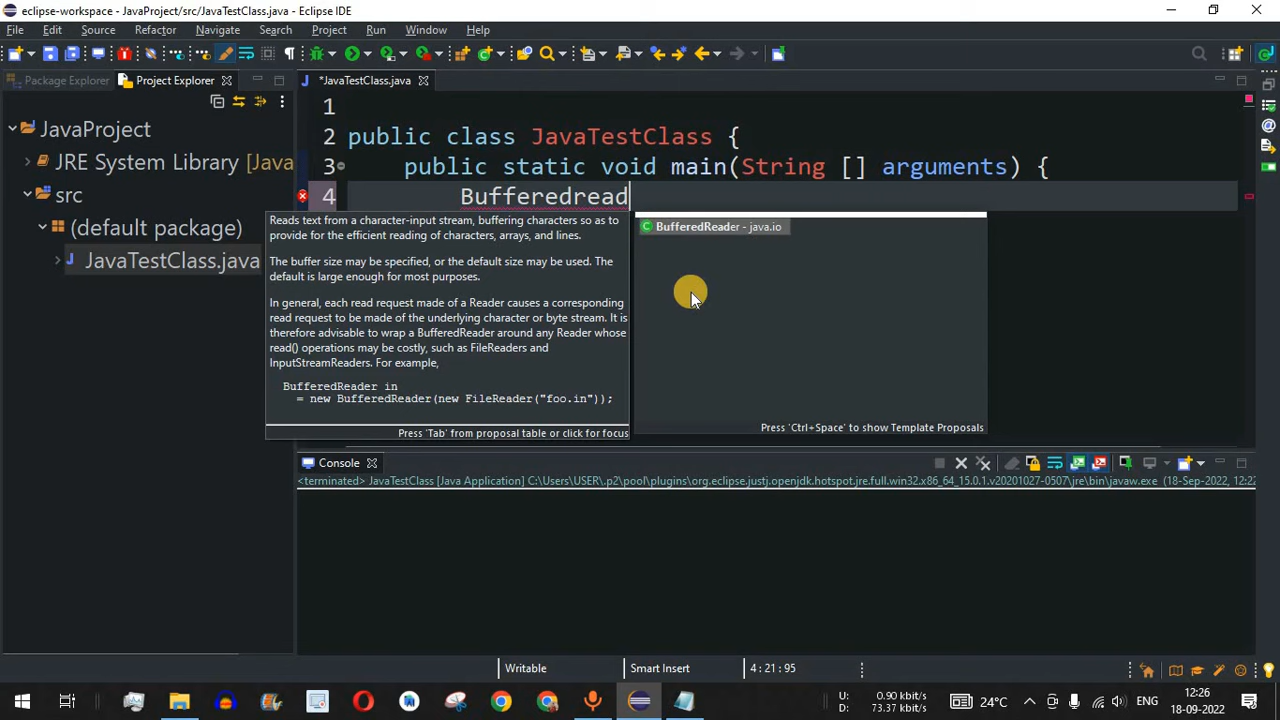 eclipse-workspace - JavaProject/src/JavaTestClass.java - Eclipse IDE
File Edit Source Refactor Navigate Search Project Run Window Help
Package Explorer Project Explorer
*JavaTestClass.java
JavaProject
JRE System Library [Java
src
(default package)
JavaTestClass.java
1
2 public class JavaTestClass {
3 public static void main(String [] arguments) {
4 Bufferedread
Reads text from a character-input stream, buffering characters so as to
provide for the efficient reading of characters, arrays, and lines.
The buffer size may be specified, or the default size may be used. The
default is large enough for most purposes.
In general, each read request made of a Reader causes a corresponding
read request to be made of the underlying character or byte stream. It is
therefore advisable to wrap a BufferedReader around any Reader whose
read() operations may be costly, such as FileReaders and
InputStreamReaders. For example,
BufferedReader in
= new BufferedReader(new FileReader("foo.in"));
Press 'Tab' from proposal table or click for focus
BufferedReader - java.io
Press 'Ctrl+Space' to show Template Proposals
Console
<terminated> JavaTestClass [Java Application] C:\Users\USER\.p2\pool\plugins\org.eclipse.justj.openjdk.hotspot.jre.full.win32.x86_64_15.0.1.v20201027-0507\jre\bin\javaw.exe (18-Sep-2022, 12:22
Writable Smart Insert 4 : 21 : 95
U: 0.90 kbit/s
D: 73.37 kbit/s
24°C
ENG
12:26
18-09-2022